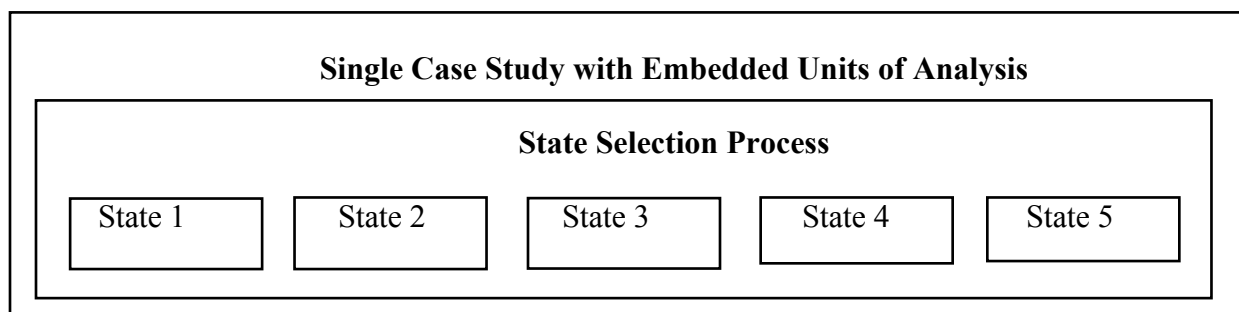 Single Case Study with Embedded Units of Analysis
State Selection Process
State 1 State 2 State 3 State 4 State 5